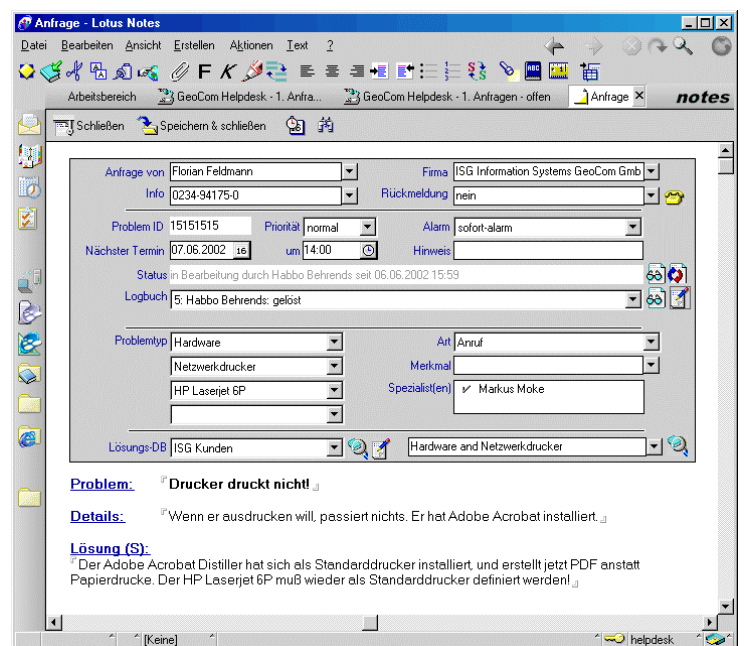 Anfrage - Lotus Notes
Datei Bearbeiten Ansicht Erstellen Aktionen Text ?
F K
Arbeitsbereich GeoCom Helpdesk - 1. Anfra... GeoCom Helpdesk - 1. Anfragen - offen Anfrage notes
Schließen Speichern & schließen
Anfrage von Florian Feldmann Firma ISG Information Systems GeoCom Gmb
Info 0234-94175-0 Rückmeldung nein
Problem ID 15151515 Priorität normal Alarm sofort-alarm
Nächster Termin 07.06.2002 16 um 14:00 Hinweis
Status in Bearbeitung durch Habbo Behrends seit 06.06.2002 15:59
Logbuch 5: Habbo Behrends: gelöst
Problemtyp Hardware Art Anruf
Netzwerkdrucker Merkmal
HP Laserjet 6P Spezialist(en) Markus Moke
Lösungs-DB ISG Kunden Hardware and Netzwerkdrucker
Problem: Drucker druckt nicht!
Details: Wenn er ausdrucken will, passiert nichts. Er hat Adobe Acrobat installiert.
Lösung (S):
Der Adobe Acrobat Distiller hat sich als Standarddrucker installiert, und erstellt jetzt PDF anstatt
Papierdrucke. Der HP Laserjet 6P muß wieder als Standarddrucker definiert werden!
[Keine] helpdesk